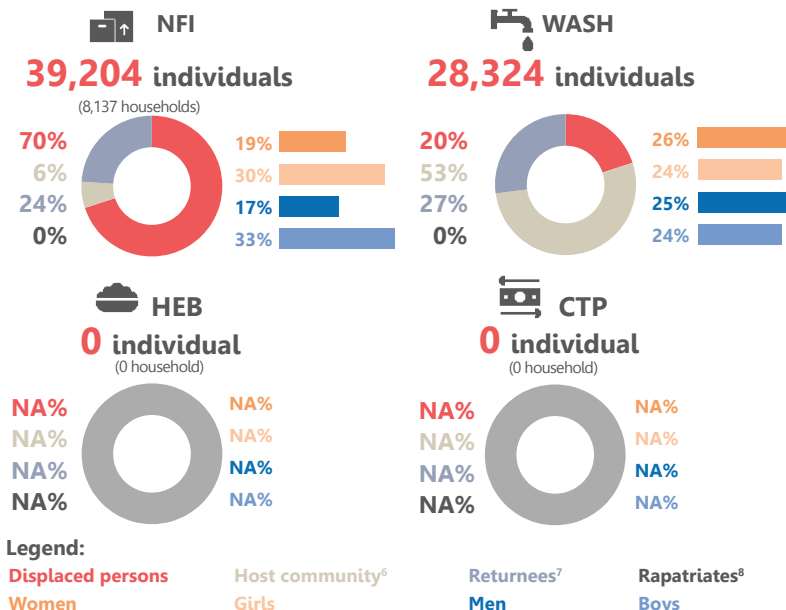 NFI
39,204 individuals
(8,137 households)
70%
6%
24%
0%
19%
30%
17%
33%
WASH
28,324 individuals
20%
53%
27%
0%
26%
24%
25%
24%
HEB
0 individual
(0 household)
NA%
NA%
NA%
NA%
NA%
NA%
NA%
NA%
CTP
0 individual
(0 household)
NA%
NA%
NA%
NA%
NA%
NA%
NA%
NA%
Legend:
Displaced persons Host community⁶ Returnees⁷ Rapatriates⁸
Women Girls Men Boys